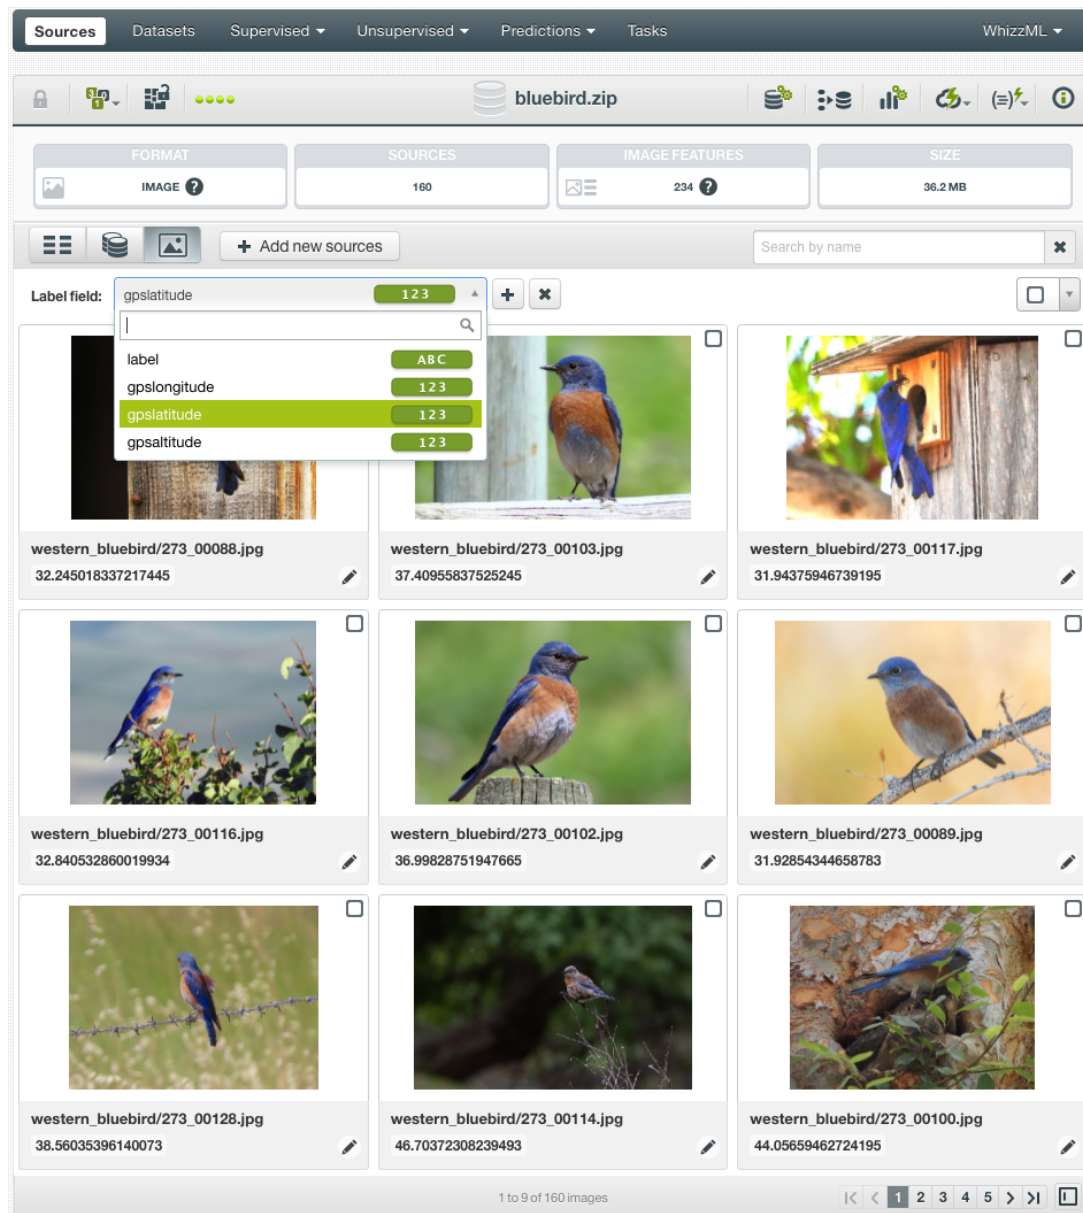 Sources Datasets Supervised Unsupervised Predictions Tasks WhizzML
bluebird.zip
FORMAT SOURCES IMAGE FEATURES SIZE
IMAGE ? 160 234 ? 36.2 MB
+ Add new sources Search by name
Label field: gpslatitude 123
label ABC
gpslongitude 123
gpslatitude 123
gpsaltitude 123
western_bluebird/273_00088.jpg western_bluebird/273_00103.jpg western_bluebird/273_00117.jpg
32.245018337217445 37.40955837525245 31.94375946739195
western_bluebird/273_00116.jpg western_bluebird/273_00102.jpg western_bluebird/273_00089.jpg
32.840532860019934 36.99828751947665 31.92854344658783
western_bluebird/273_00128.jpg western_bluebird/273_00114.jpg western_bluebird/273_00100.jpg
38.56035396140073 46.70372308239493 44.05659462724195
1 to 9 of 160 images 1 2 3 4 5